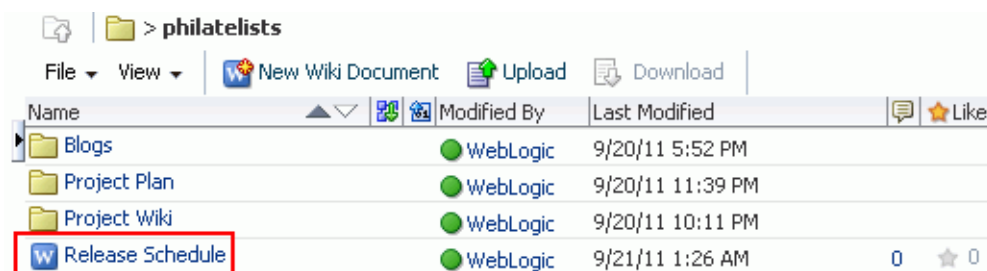 > philatelists
File View New Wiki Document Upload Download
Name Modified By Last Modified Like
Blogs WebLogic 9/20/11 5:52 PM
Project Plan WebLogic 9/20/11 11:39 PM
Project Wiki WebLogic 9/20/11 10:11 PM
W Release Schedule WebLogic 9/21/11 1:26 AM 0 0